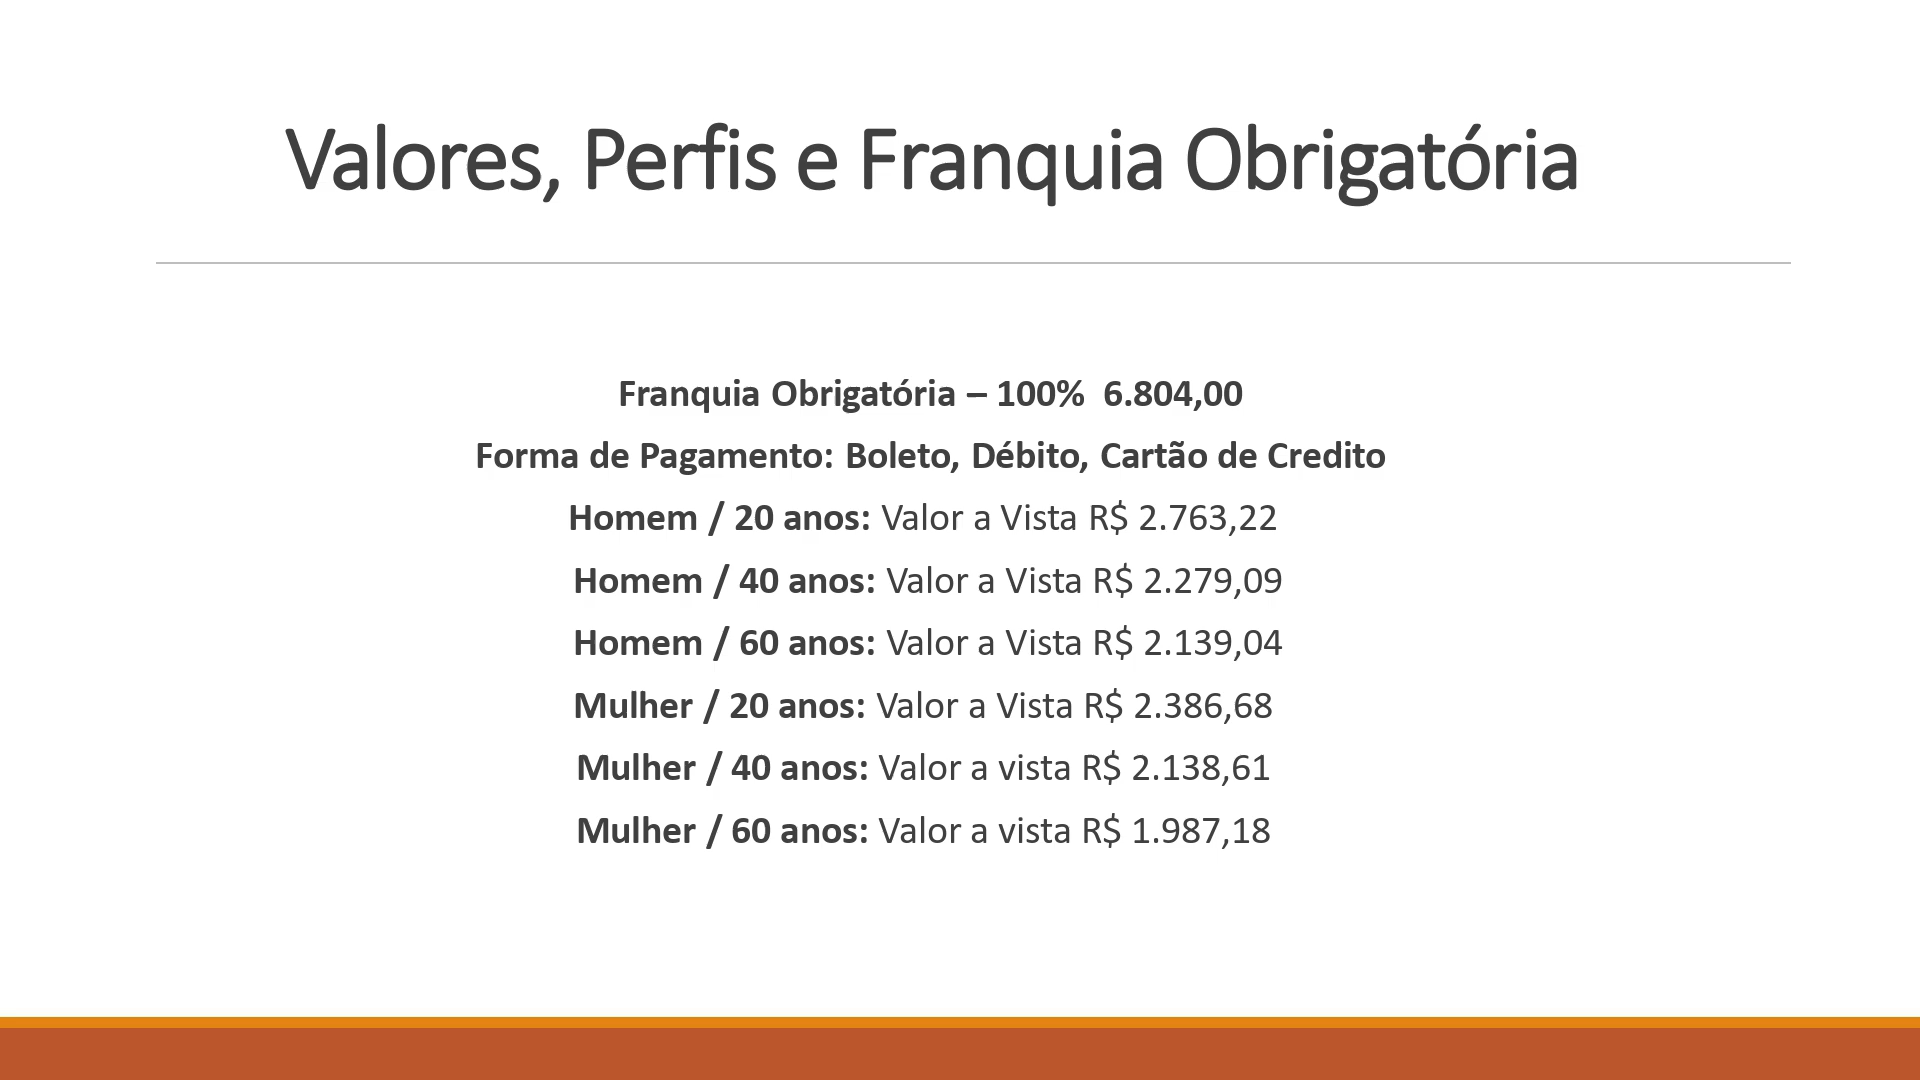 Valores, Perfis e Franquia Obrigatória
Franquia Obrigatória – 100%  6.804,00
Forma de Pagamento: Boleto, Débito, Cartão de Credito
Homem / 20 anos: Valor a Vista R$ 2.763,22
Homem / 40 anos: Valor a Vista R$ 2.279,09
Homem / 60 anos: Valor a Vista R$ 2.139,04
Mulher / 20 anos: Valor a Vista R$ 2.386,68
Mulher / 40 anos: Valor a vista R$ 2.138,61
Mulher / 60 anos: Valor a vista R$ 1.987,18